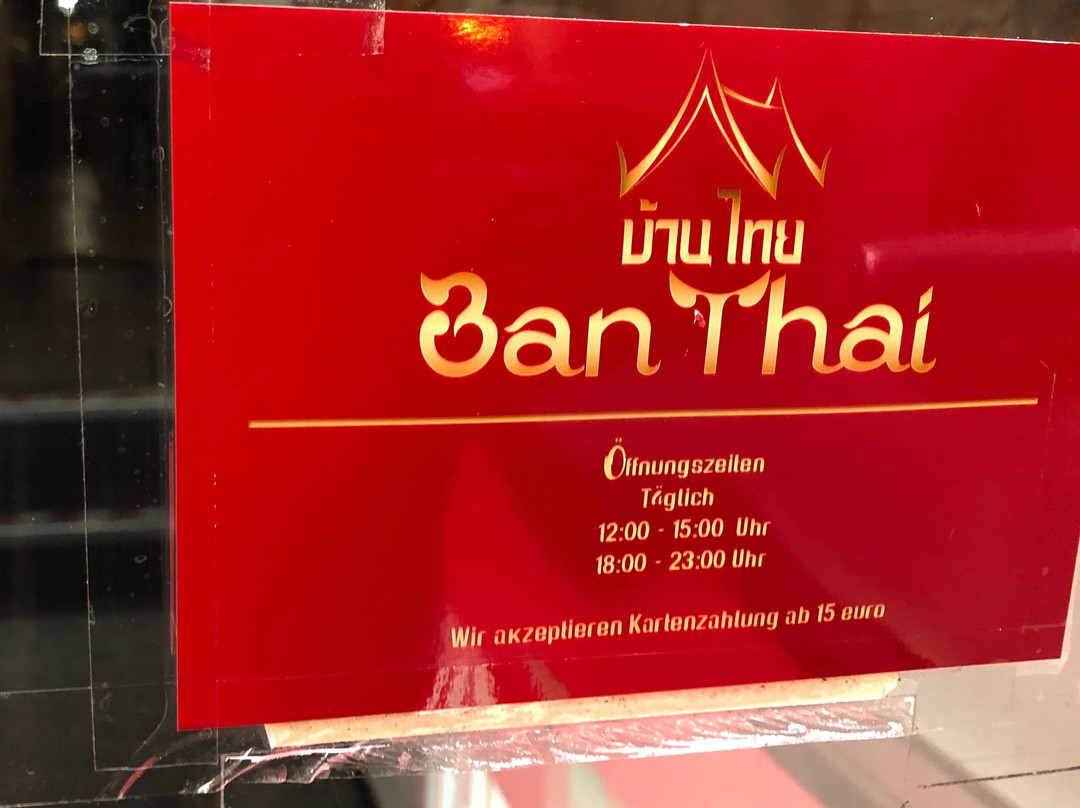 บ้านไทย
Ban Thai
Öffnungszeiten
Täglich
12:00 - 15:00 Uhr
18:00 - 23:00 Uhr
Wir akzeptieren Kartenzahlung ab 15 euro